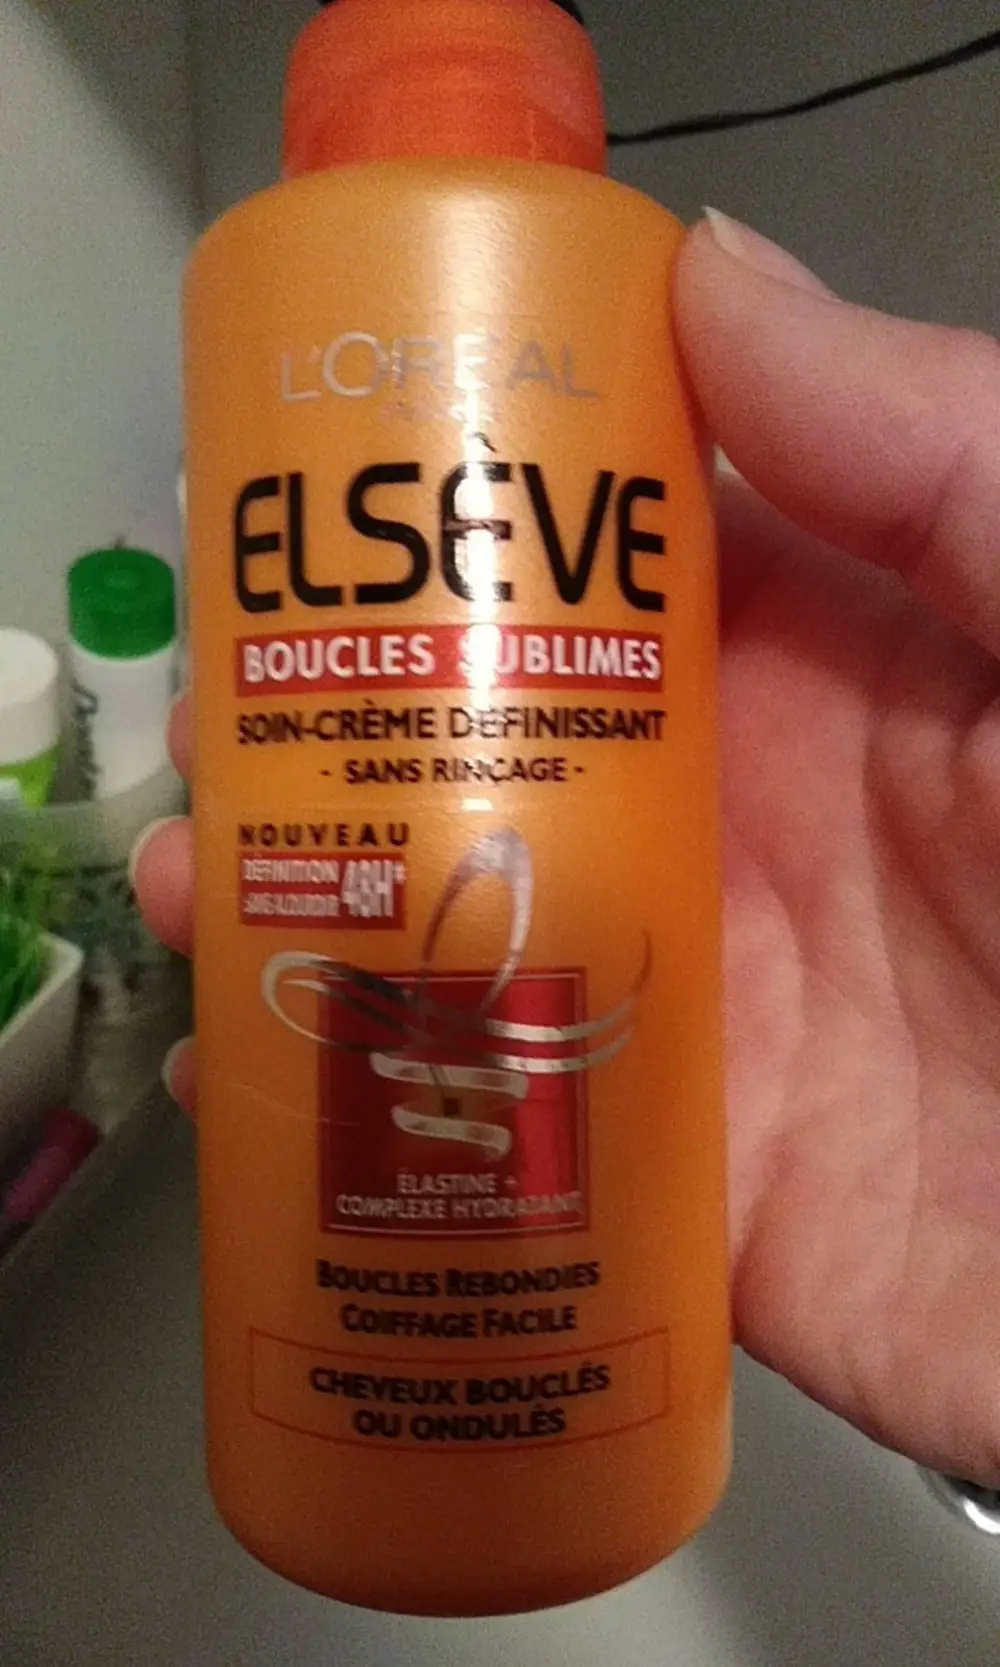 L'ORÉAL
ELSÈVE
BOUCLES SUBLIMES
SOIN-CRÈME DÉFINISSANT
- SANS RINÇAGE -
NOUVEAU
DÉFINITION 48H*
ÉLASTINE +
COMPLEXE HYDRATANT
BOUCLES REBONDIES
COIFFAGE FACILE
CHEVEUX BOUCLÉS
OU ONDULÉS